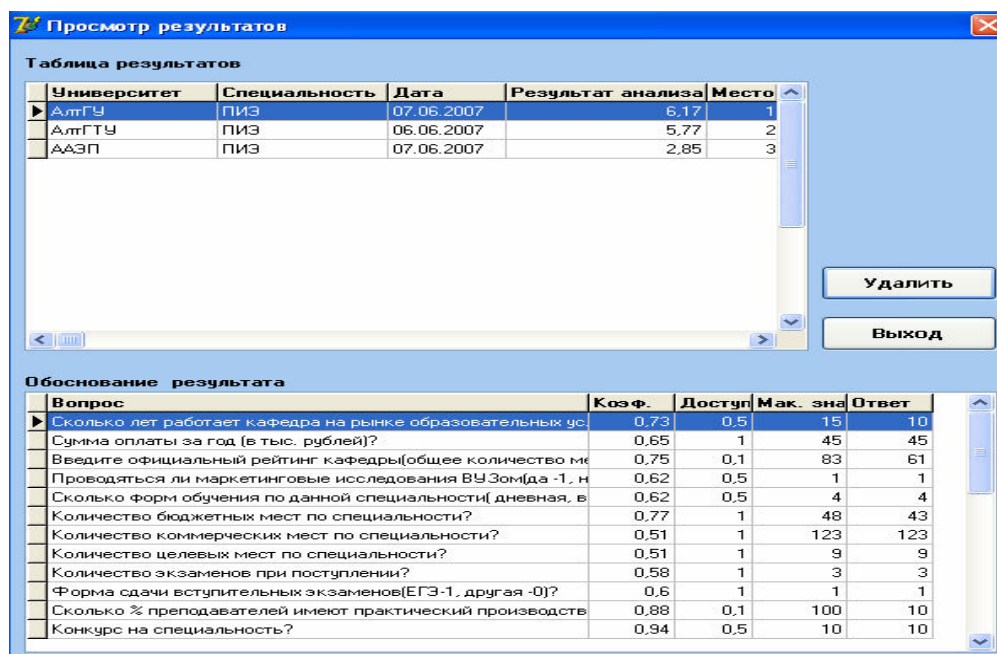 Просмотр результатов
Таблица результатов
Университет Специальность Дата Результат анализа Место
АлтГУ ПИЭ 07.06.2007 6,17 1
АлтГТУ ПИЭ 06.06.2007 5,77 2
ААЭП ПИЭ 07.06.2007 2,85 3
Удалить
Выход
Обоснование результата
Вопрос Коэф. Доступ Мак. зна Ответ
Сколько лет работает кафедра на рынке образовательных ус. 0,73 0,5 15 10
Сумма оплаты за год (в тыс. рублей)? 0,65 1 45 45
Введите официальный рейтинг кафедры(общее количество ме 0,75 0,1 83 61
Проводяться ли маркетинговые исследования ВУЗом(да -1, н 0,62 0,5 1 1
Сколько форм обучения по данной специальности( дневная, в 0,62 0,5 4 4
Количество бюджетных мест по специальности? 0,77 1 48 43
Количество коммерческих мест по специальности? 0,51 1 123 123
Количество целевых мест по специальности? 0,51 1 9 9
Количество экзаменов при поступлении? 0,58 1 3 3
Форма сдачи вступительных экзаменов(ЕГЭ-1, другая -0)? 0,6 1 1 1
Сколько % преподавателей имеют практический производств 0,88 0,1 100 10
Конкурс на специальность? 0,94 0,5 10 10